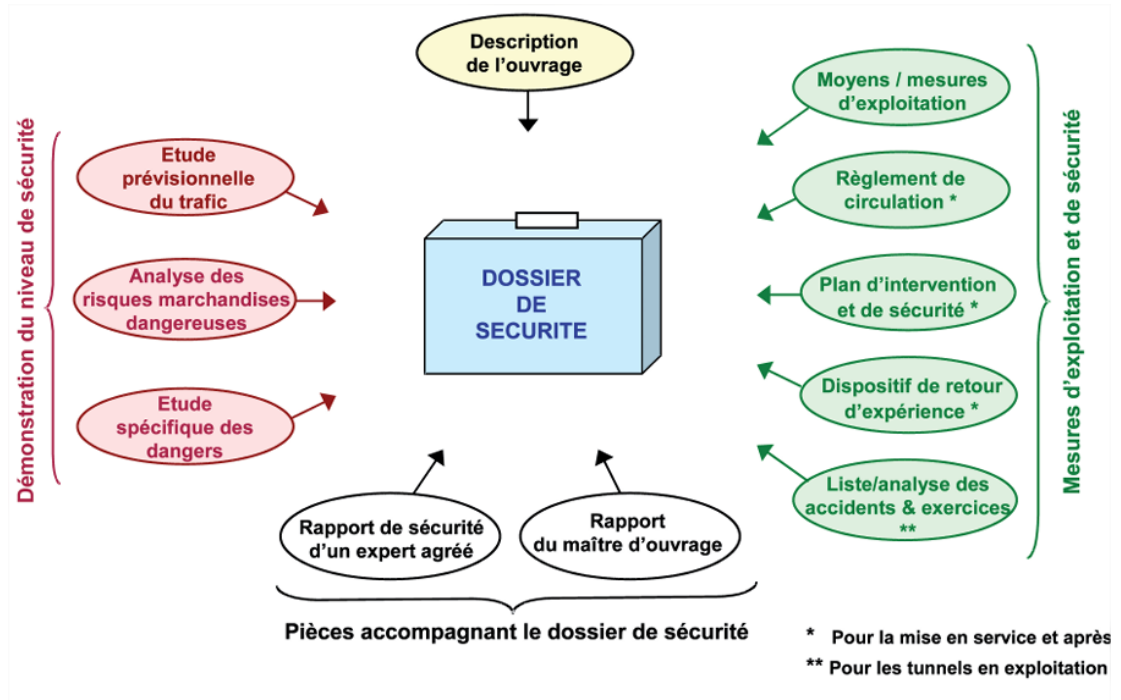 Description
de l'ouvrage
Démonstration du niveau de sécurité
Etude
prévisionnelle
du trafic
Analyse des
risques marchandises
dangereuses
Etude
spécifique des
dangers
DOSSIER
DE
SECURITE
Moyens / mesures
d'exploitation
Règlement de
circulation *
Plan d'intervention
et de sécurité *
Dispositif de retour
d'expérience *
Liste/analyse des
accidents & exercices
**
Mesures d'exploitation et de sécurité
Rapport de sécurité
d'un expert agréé
Rapport
du maître d'ouvrage
Pièces accompagnant le dossier de sécurité
* Pour la mise en service et après
** Pour les tunnels en exploitation